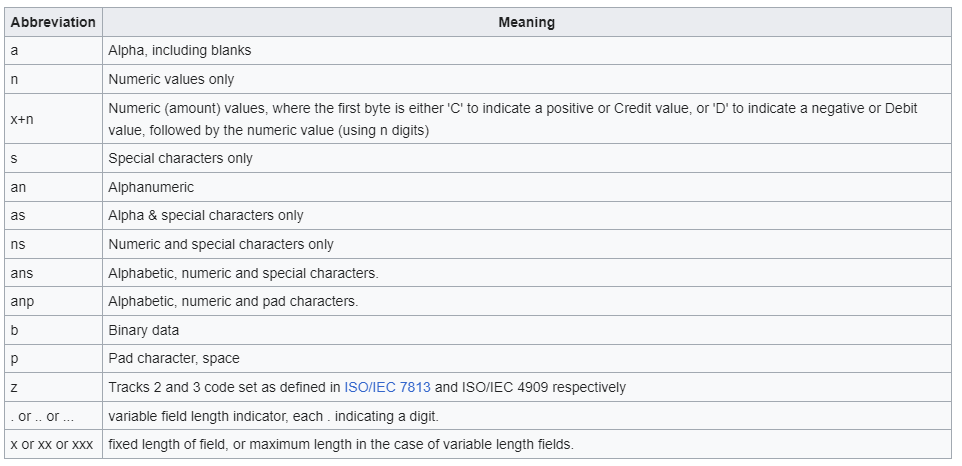 Abbreviation Meaning
a Alpha, including blanks
n Numeric values only
x+n Numeric (amount) values, where the first byte is either 'C' to indicate a positive or Credit value, or 'D' to indicate a negative or Debit
value, followed by the numeric value (using n digits)
s Special characters only
an Alphanumeric
as Alpha & special characters only
ns Numeric and special characters only
ans Alphabetic, numeric and special characters.
anp Alphabetic, numeric and pad characters.
b Binary data
p Pad character, space
z Tracks 2 and 3 code set as defined in ISO/IEC 7813 and ISO/IEC 4909 respectively
. or .. or ... variable field length indicator, each . indicating a digit.
x or xx or xxx fixed length of field, or maximum length in the case of variable length fields.